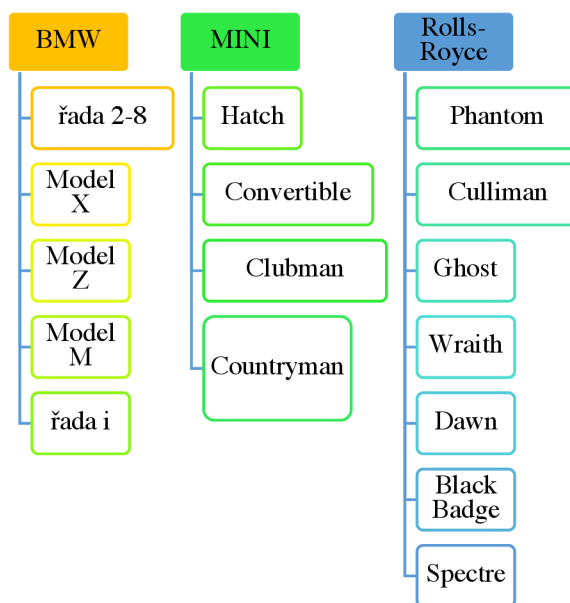 BMW
řada 2-8
Model
X
Model
Z
Model
M
řada i
MINI
Hatch
Convertible
Clubman
Countryman
Rolls-
Royce
Phantom
Culliman
Ghost
Wraith
Dawn
Black
Badge
Spectre